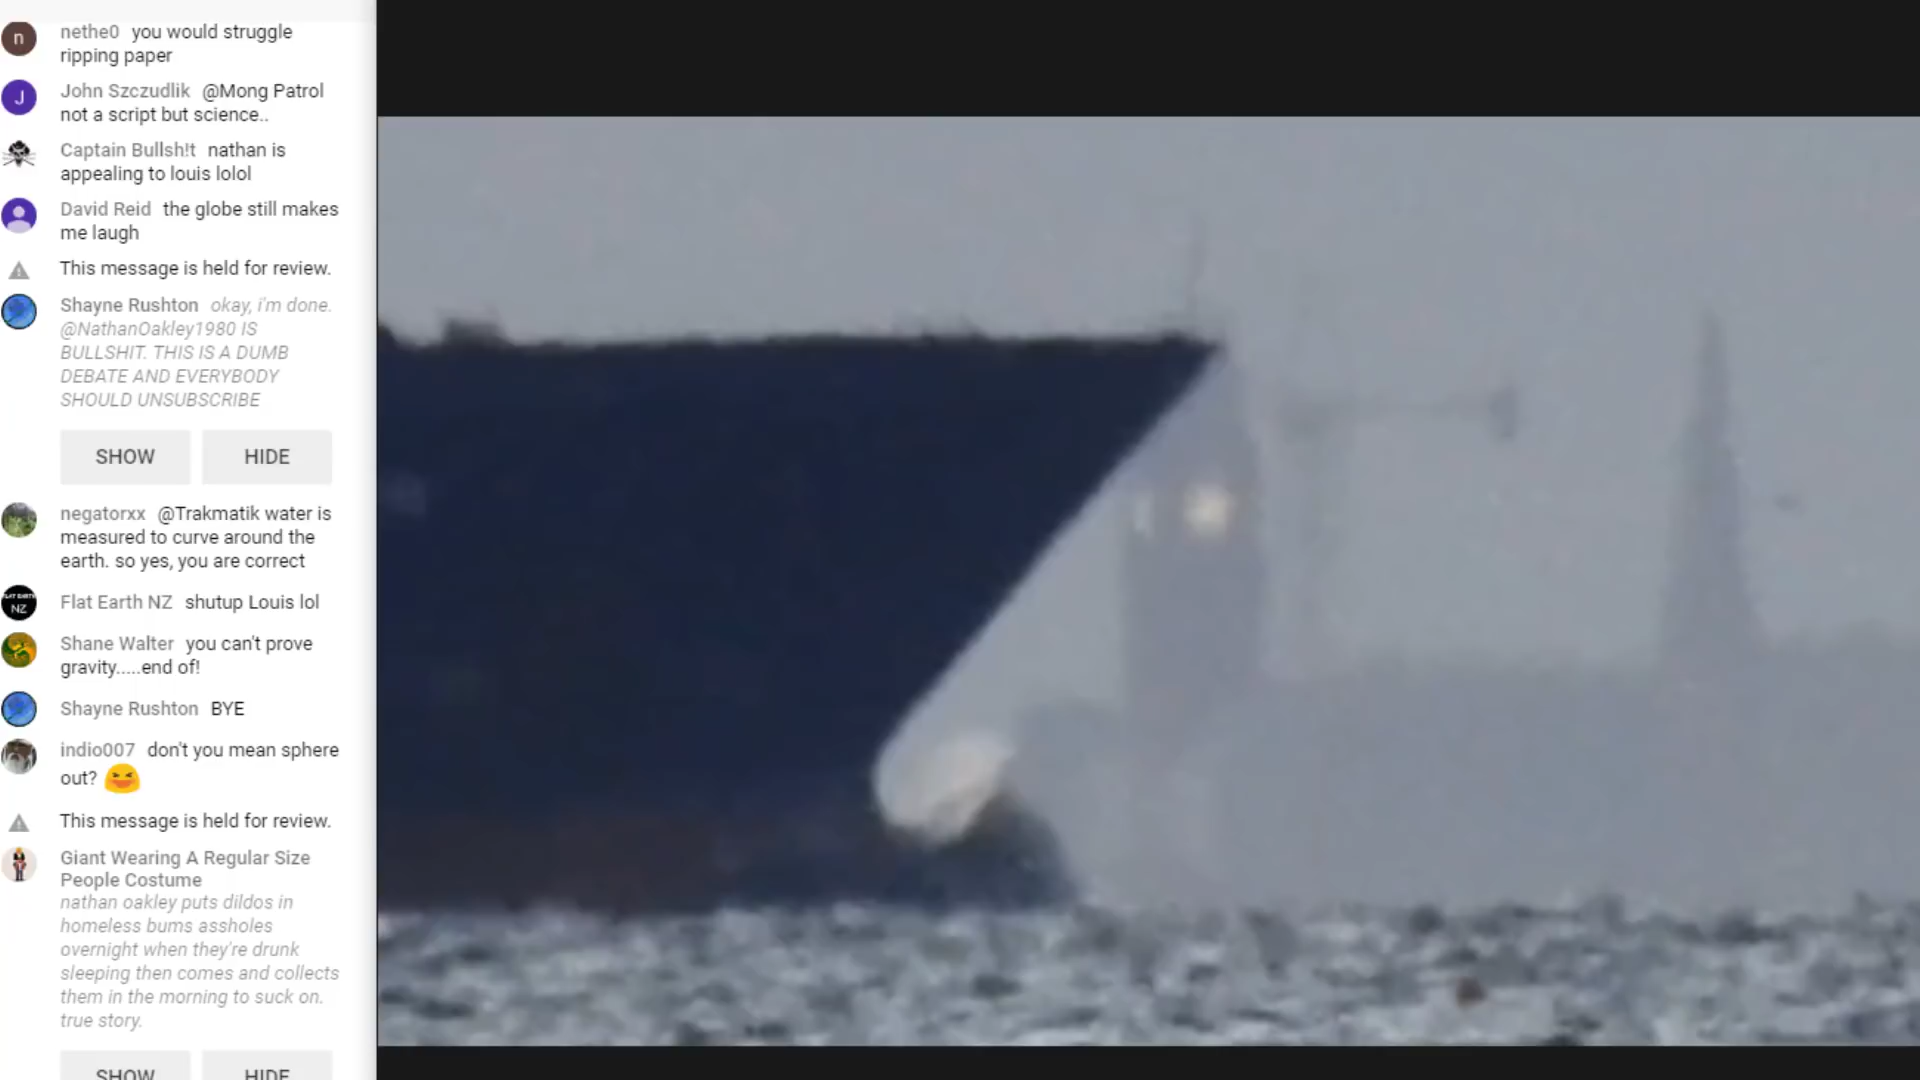 n
nethe0 you would struggle
ripping paper
J
John Szczudlik @Mong Patrol
not a script but science..
Captain Bullsh!t nathan is
appealing to louis lolol
David Reid the globe still makes
me laugh
This message is held for review.
Shayne Rushton okay, i'm done.
@NathanOakley1980 IS
BULLSHIT. THIS IS A DUMB
DEBATE AND EVERYBODY
SHOULD UNSUBSCRIBE
SHOW HIDE
negatorxx @Trakmatik water is
measured to curve around the
earth. so yes, you are correct
FLAT EARTH
NZ
Flat Earth NZ shutup Louis lol
Shane Walter you can't prove
gravity.....end of!
Shayne Rushton BYE
indio007 don't you mean sphere
out?
This message is held for review.
Giant Wearing A Regular Size
People Costume
nathan oakley puts dildos in
homeless bums assholes
overnight when they're drunk
sleeping then comes and collects
them in the morning to suck on.
true story.
SHOW HIDE